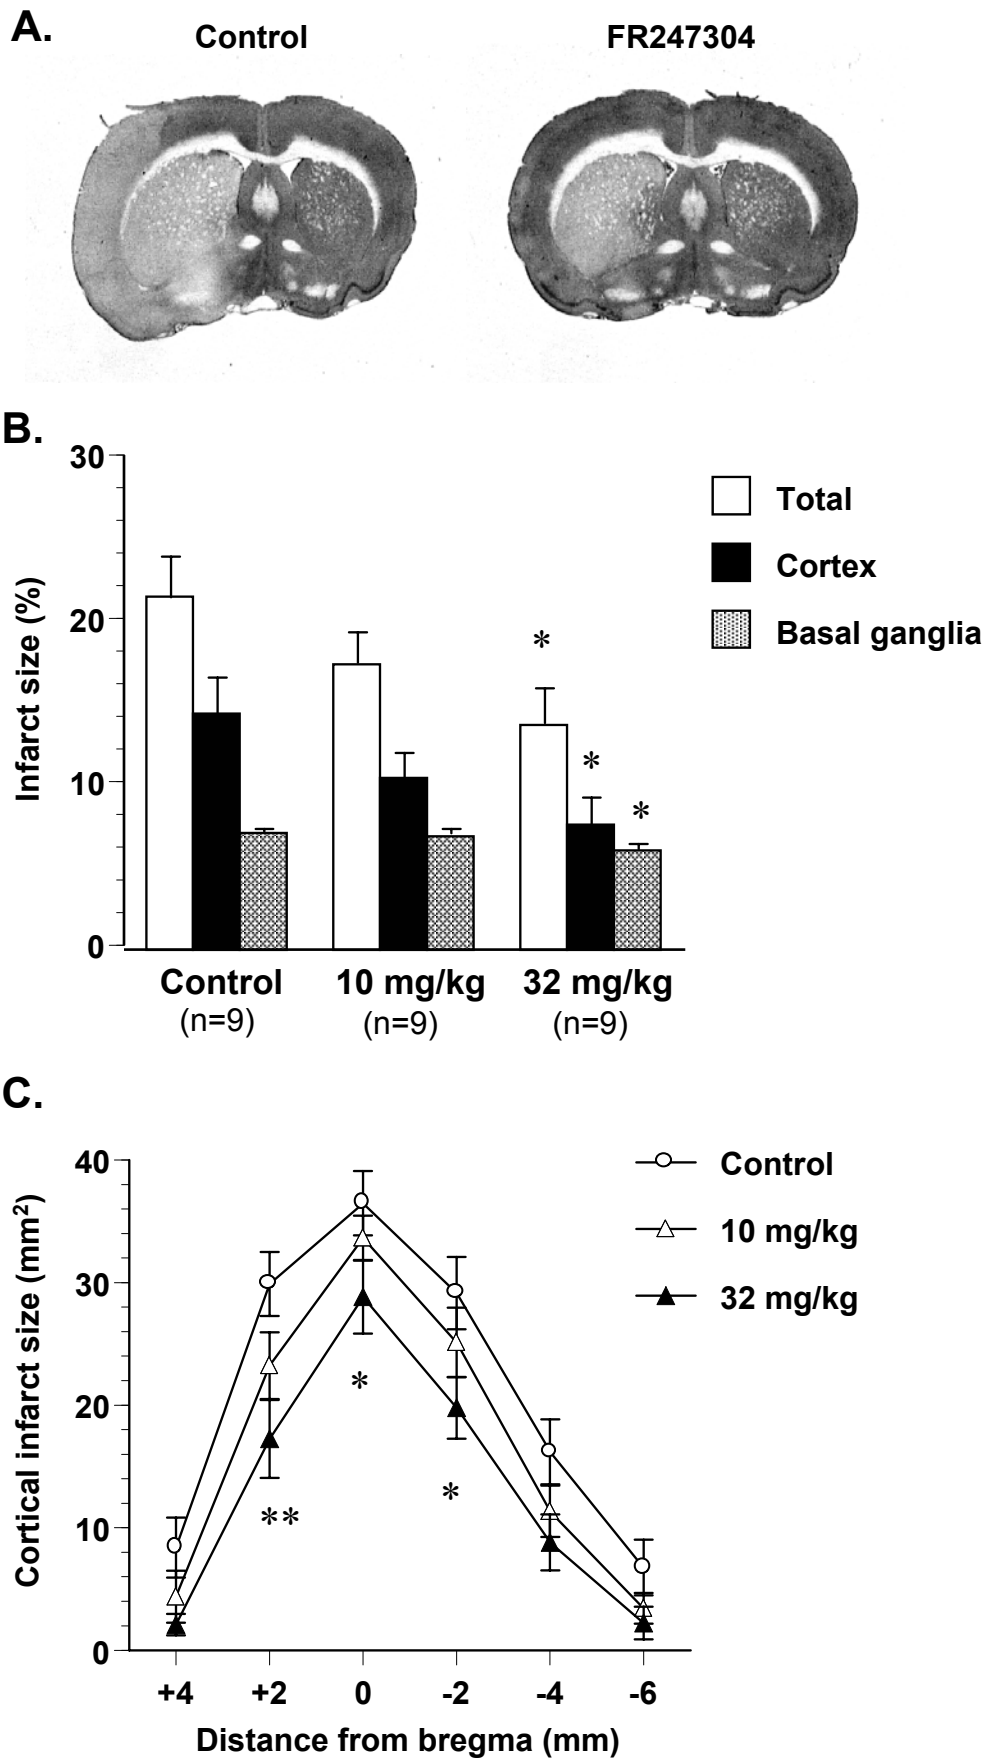 A.
Control FR247304
B.
30
20
10
0
Infarct size (%)
Total
Cortex
Basal ganglia
*
*
*
Control 10 mg/kg 32 mg/kg
(n=9) (n=9) (n=9)
C.
40
30
20
10
0
Cortical infarct size (mm²)
Control
10 mg/kg
32 mg/kg
**
*
*
+4 +2 0 -2 -4 -6
Distance from bregma (mm)